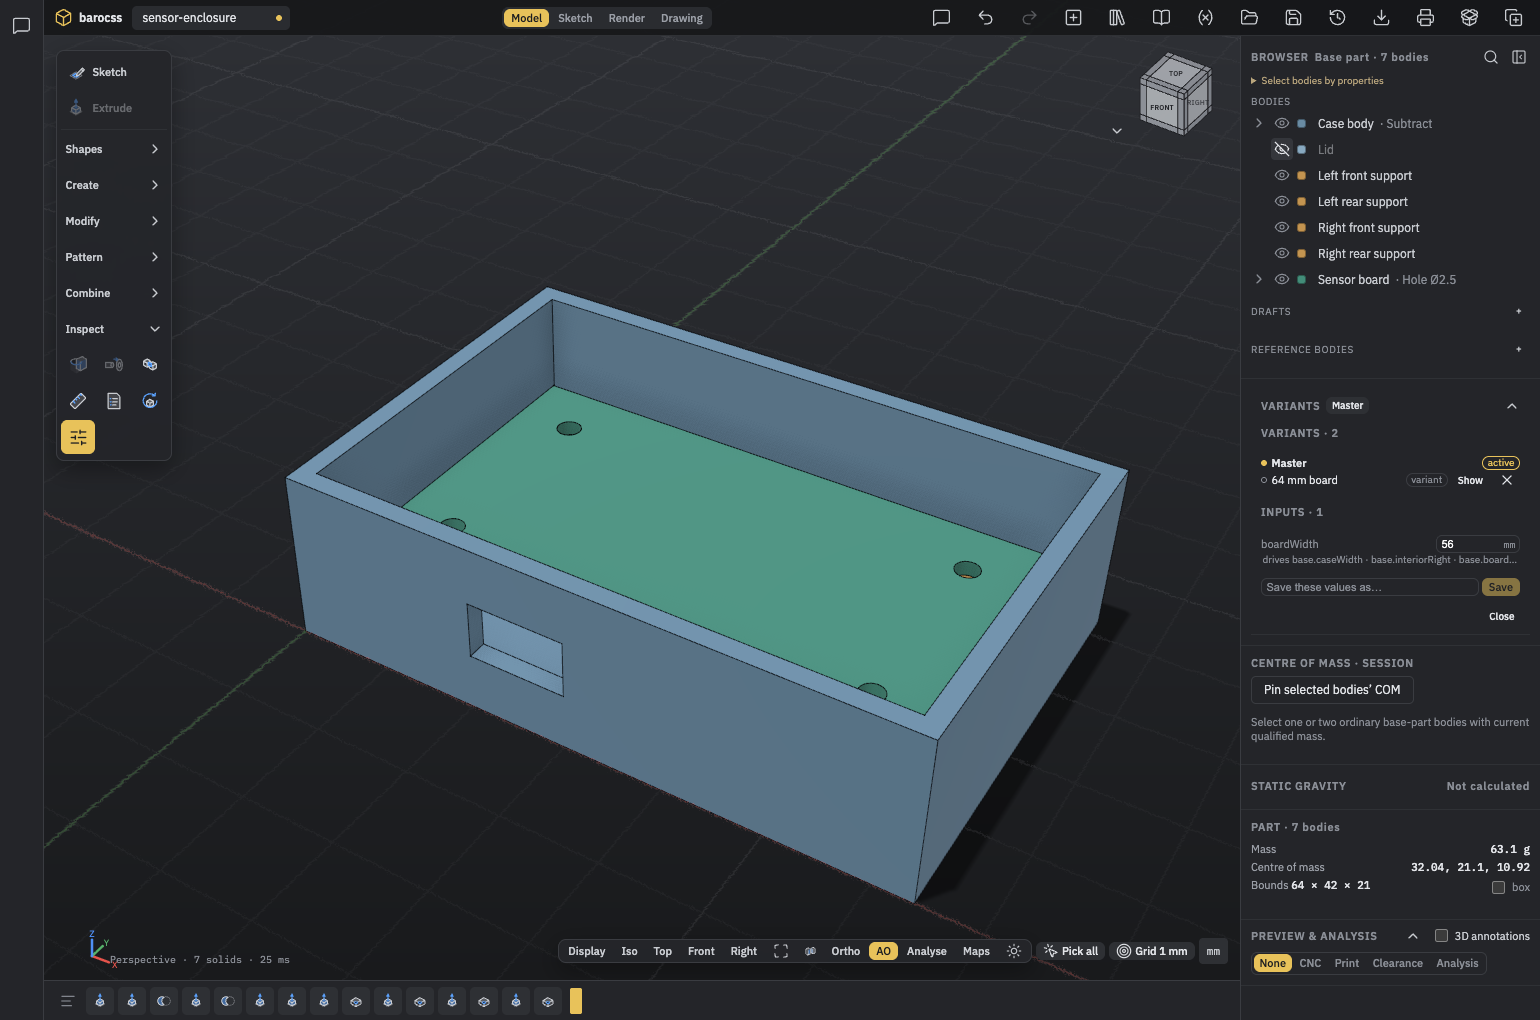 barocss
sensor-enclosure
Model Sketch Render Drawing
Sketch
Extrude
Shapes
Create
Modify
Pattern
Combine
Inspect
TOP
FRONT
RIGHT
BROWSER Base part · 7 bodies
Select bodies by properties
BODIES
Case body · Subtract
Lid
Left front support
Left rear support
Right front support
Right rear support
Sensor board · Hole Ø2.5
DRAFTS +
REFERENCE BODIES +
VARIANTS Master
VARIANTS · 2
Master active
64 mm board variant Show
INPUTS · 1
boardWidth 56 mm
drives base.caseWidth · base.interiorRight · base.board...
Save these values as... Save
Close
CENTRE OF MASS · SESSION
Pin selected bodies' COM
Select one or two ordinary base-part bodies with current
qualified mass.
STATIC GRAVITY Not calculated
PART · 7 bodies
Mass 63.1 g
Centre of mass 32.04, 21.1, 10.92
Bounds 64 × 42 × 21 box
PREVIEW & ANALYSIS 3D annotations
None CNC Print Clearance Analysis
Z
Y
X
Perspective · 7 solids · 25 ms
Display Iso Top Front Right Ortho AO Analyse Maps Pick all Grid 1 mm mm